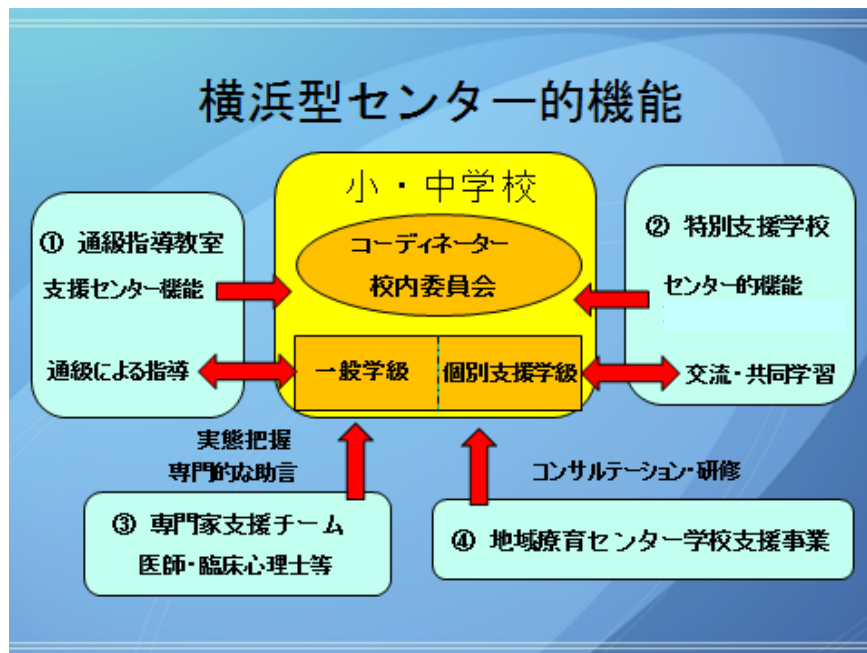 横浜型センター的機能
小・中学校
コーディネーター
校内委員会
一般学級
個別支援学級
① 通級指導教室
支援センター機能
通級による指導
② 特別支援学校
センター的機能
交流・共同学習
実態把握
専門的な助言
③ 専門家支援チーム
医師・臨床心理士等
コンサルテーション・研修
④ 地域療育センター学校支援事業